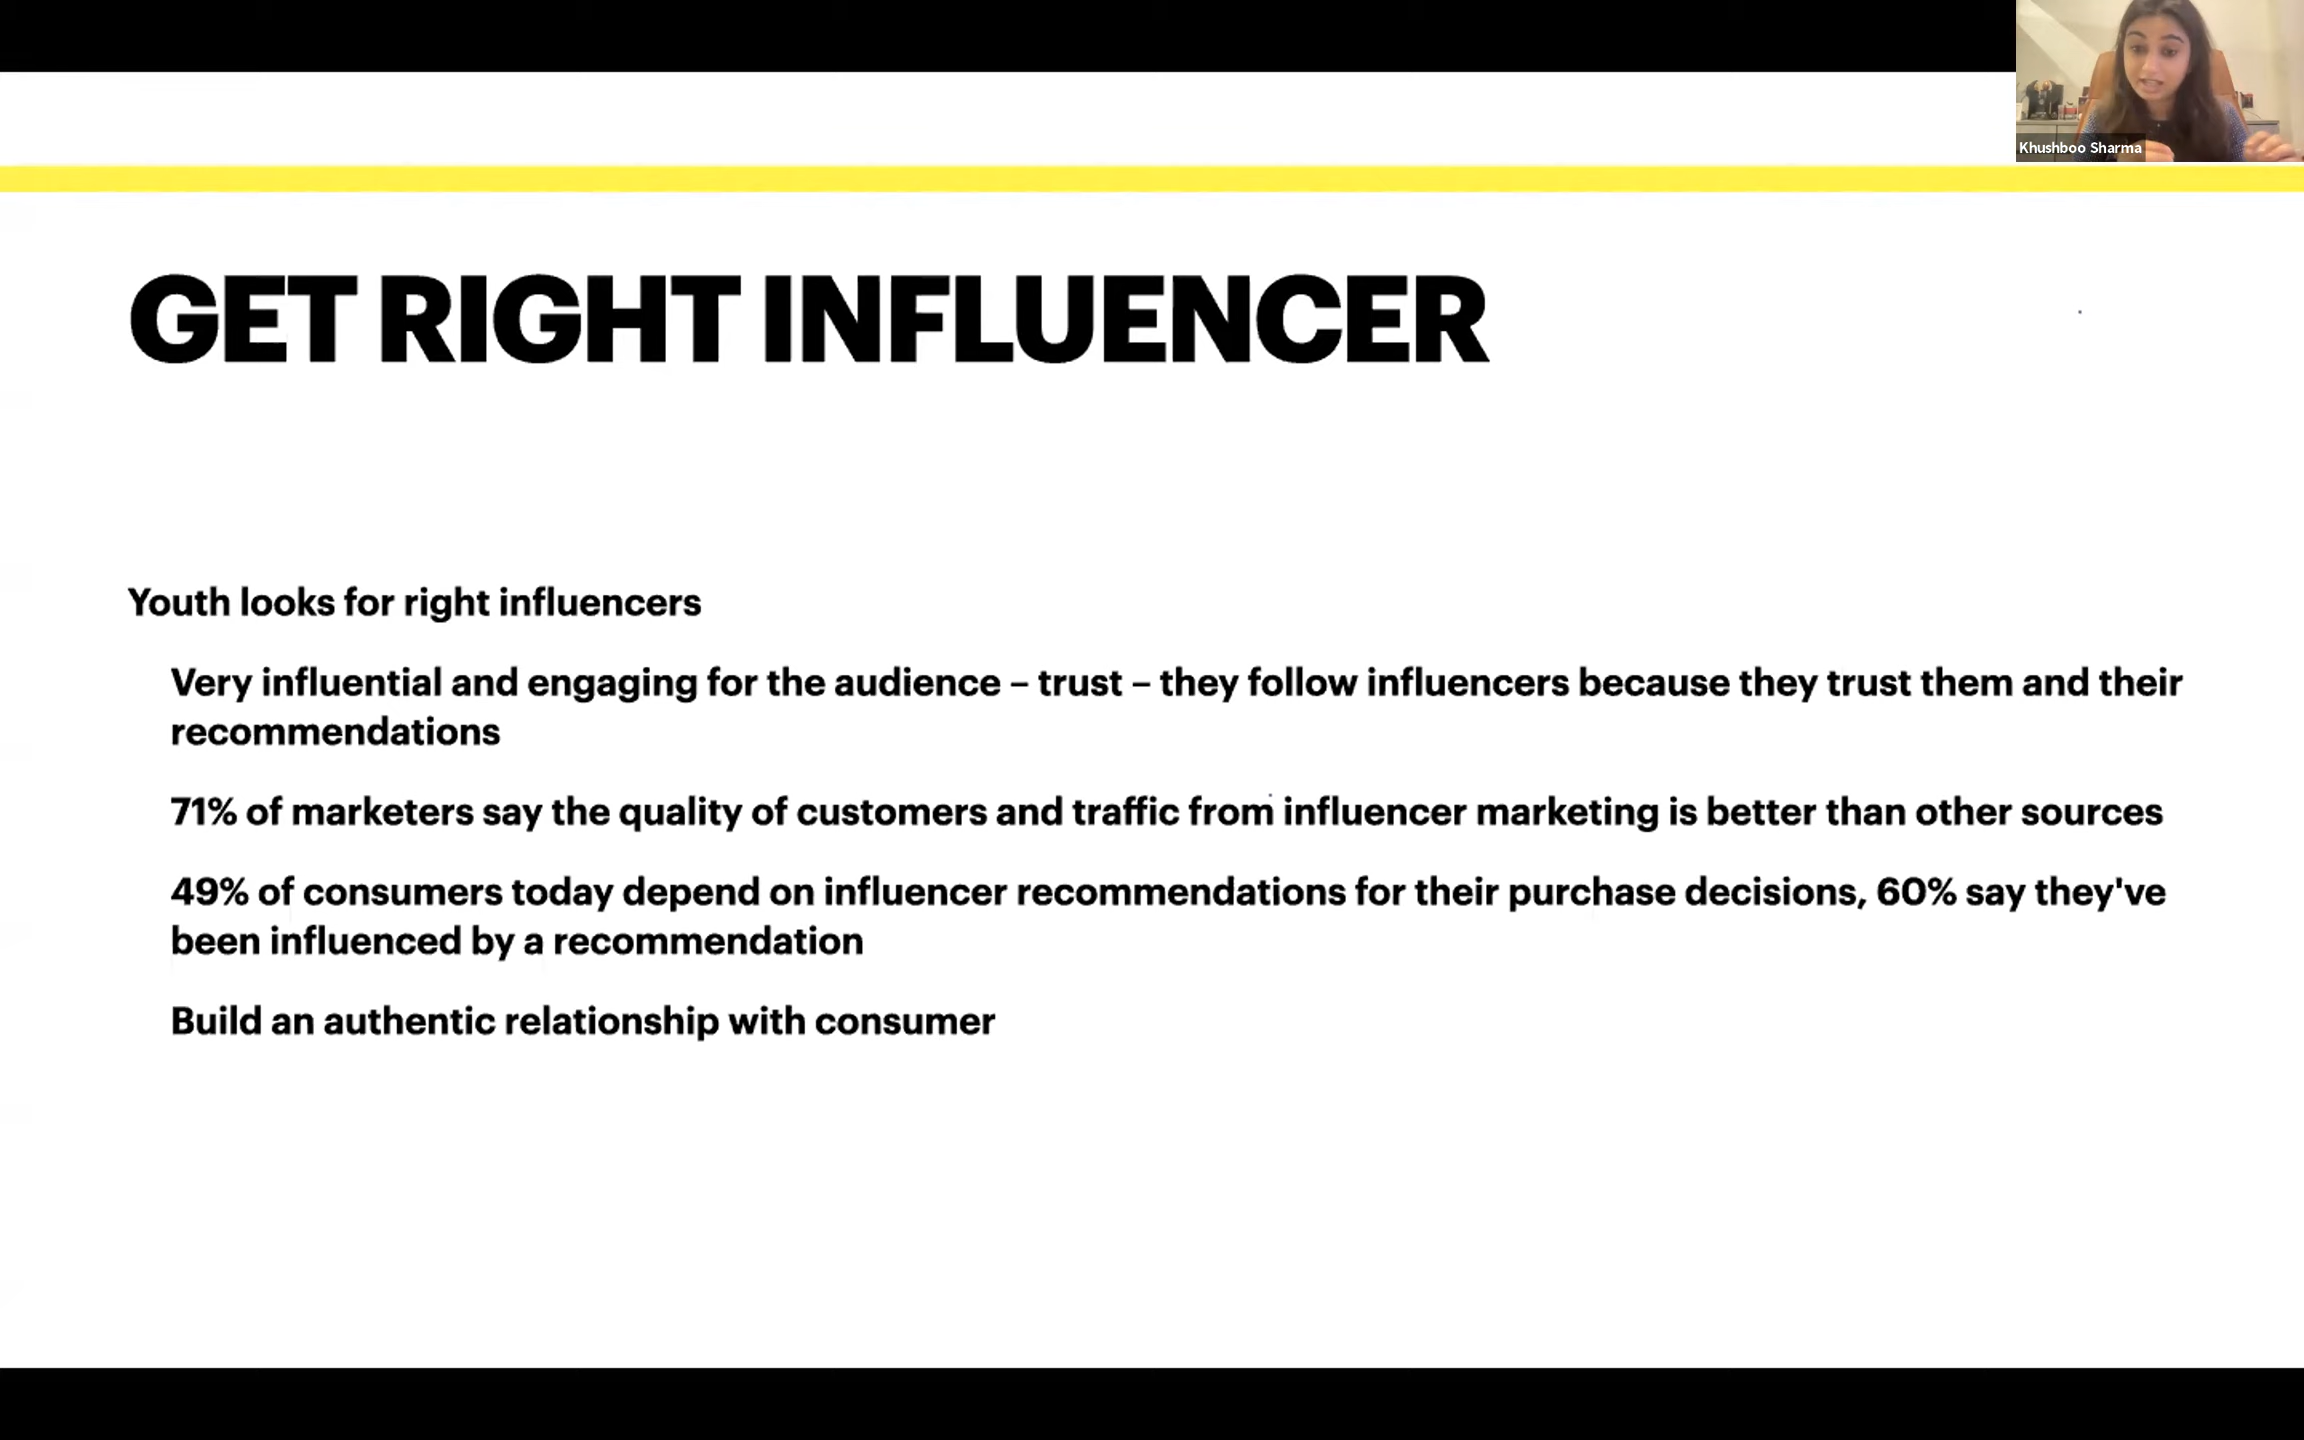 Khushboo Sharma
GET RIGHT INFLUENCER
Youth looks for right influencers
Very influential and engaging for the audience – trust – they follow influencers because they trust them and their
recommendations
71% of marketers say the quality of customers and traffic from influencer marketing is better than other sources
49% of consumers today depend on influencer recommendations for their purchase decisions, 60% say they've
been influenced by a recommendation
Build an authentic relationship with consumer